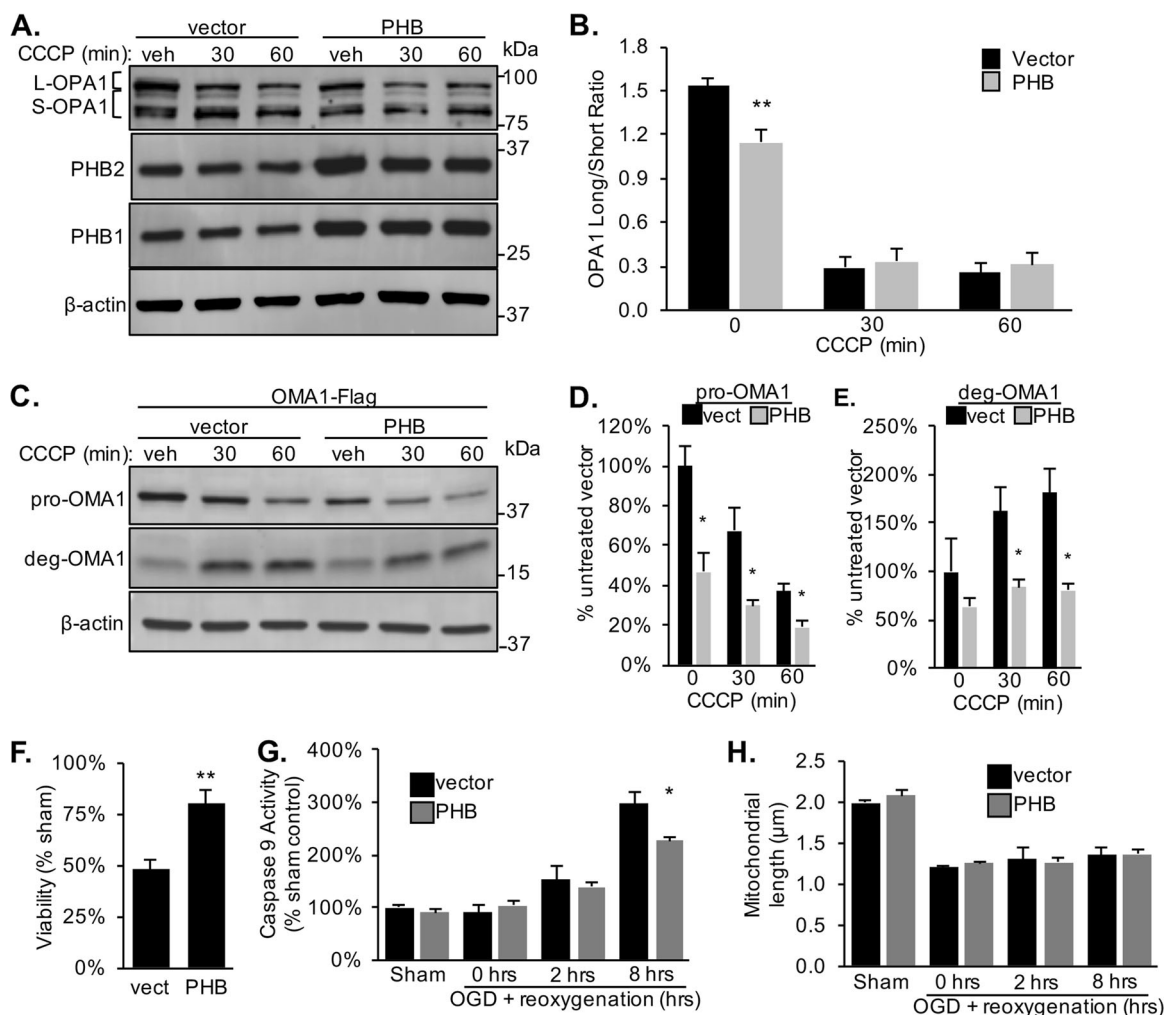 A.
vector PHB
CCCP (min): veh 30 60 veh 30 60 kDa
L-OPA1
S-OPA1
-100
-75
PHB2
-37
PHB1
-25
β-actin
-37
B.
OPA1 Long/Short Ratio
1.8
1.5
1.2
0.9
0.6
0.3
0.0
**
Vector
PHB
0 30 60
CCCP (min)
C.
OMA1-Flag
vector PHB
CCCP (min): veh 30 60 veh 30 60 kDa
pro-OMA1
-37
deg-OMA1
-15
β-actin
-37
D.
pro-OMA1
vect PHB
% untreated vector
120%
100%
80%
60%
40%
20%
0%
* * *
0 30 60
CCCP (min)
E.
deg-OMA1
vect PHB
% untreated vector
250%
200%
150%
100%
50%
0%
* *
0 30 60
CCCP (min)
F.
Viability (% sham)
100%
75%
50%
25%
0%
**
vect PHB
G.
Caspase 9 Activity
(% sham control)
400%
300%
200%
100%
0%
vector
PHB
*
Sham 0 hrs 2 hrs 8 hrs
OGD + reoxygenation (hrs)
H.
Mitochondrial
length (µm)
2.5
2.0
1.5
1.0
0.5
0.0
vector
PHB
Sham 0 hrs 2 hrs 8 hrs
OGD + reoxygenation (hrs)